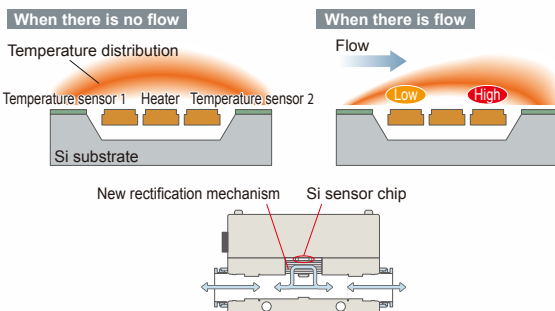 When there is no flow
Temperature distribution
Temperature sensor 1 Heater Temperature sensor 2
Si substrate
When there is flow
Flow
Low
High
New rectification mechanism
Si sensor chip